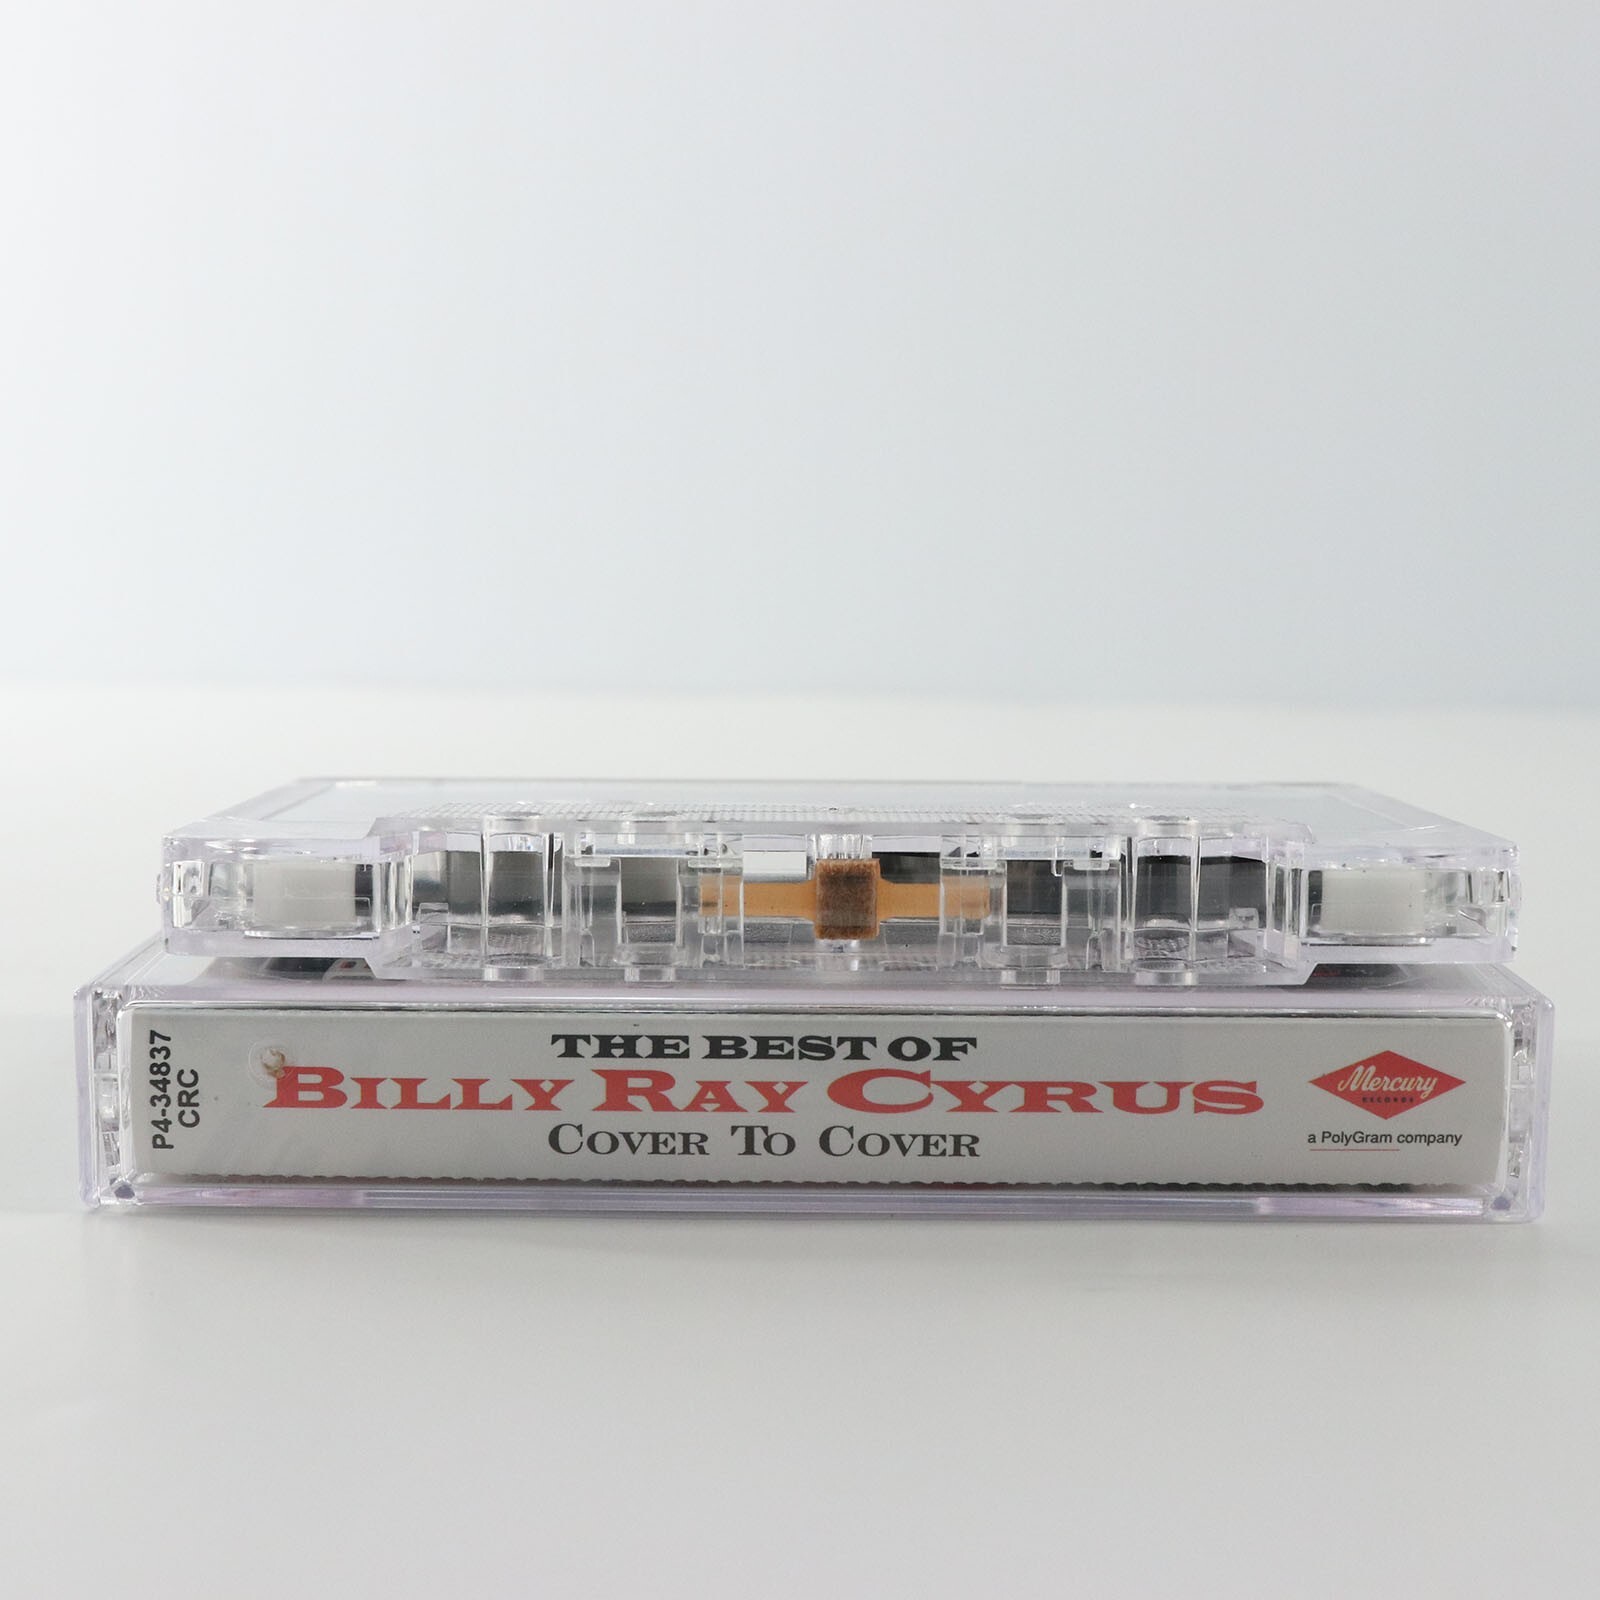 P4-34837
CRC
THE BEST OF
BILLY RAY CYRUS
COVER TO COVER
Mercury
RECORDS
a PolyGram company